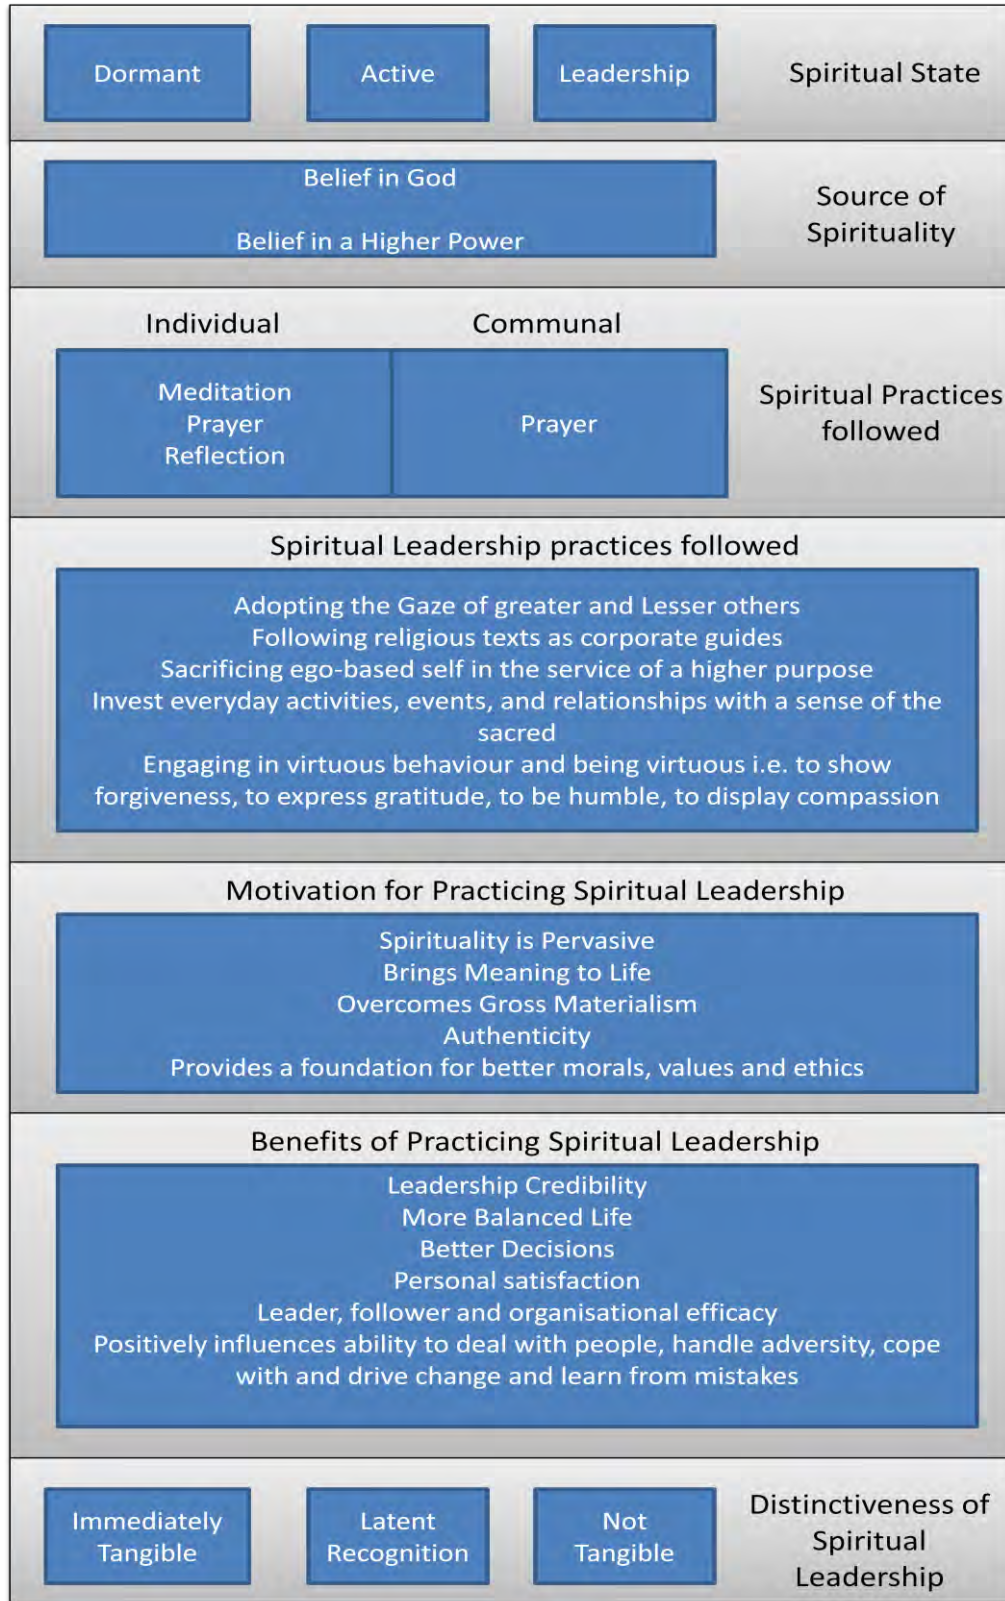 Dormant
Active
Leadership
Spiritual State
Belief in God
Belief in a Higher Power
Source of
Spirituality
Individual
Communal
Meditation
Prayer
Reflection
Prayer
Spiritual Practices
followed
Spiritual Leadership practices followed
Adopting the Gaze of greater and Lesser others
Following religious texts as corporate guides
Sacrificing ego-based self in the service of a higher purpose
Invest everyday activities, events, and relationships with a sense of the
sacred
Engaging in virtuous behaviour and being virtuous i.e. to show
forgiveness, to express gratitude, to be humble, to display compassion
Motivation for Practicing Spiritual Leadership
Spirituality is Pervasive
Brings Meaning to Life
Overcomes Gross Materialism
Authenticity
Provides a foundation for better morals, values and ethics
Benefits of Practicing Spiritual Leadership
Leadership Credibility
More Balanced Life
Better Decisions
Personal satisfaction
Leader, follower and organisational efficacy
Positively influences ability to deal with people, handle adversity, cope
with and drive change and learn from mistakes
Immediately
Tangible
Latent
Recognition
Not
Tangible
Distinctiveness of
Spiritual
Leadership